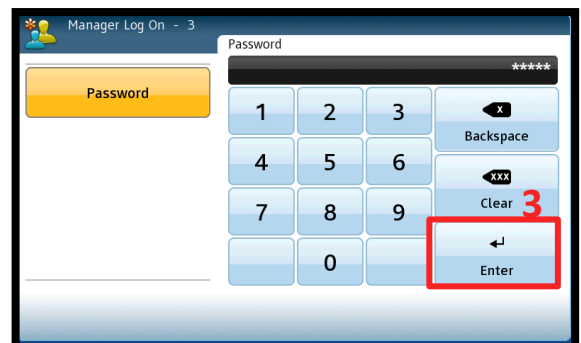 Manager Log On - 3
Password
*****
Password
1 2 3
X
Backspace
4 5 6
XXX
Clear
3
7 8 9
0
Enter